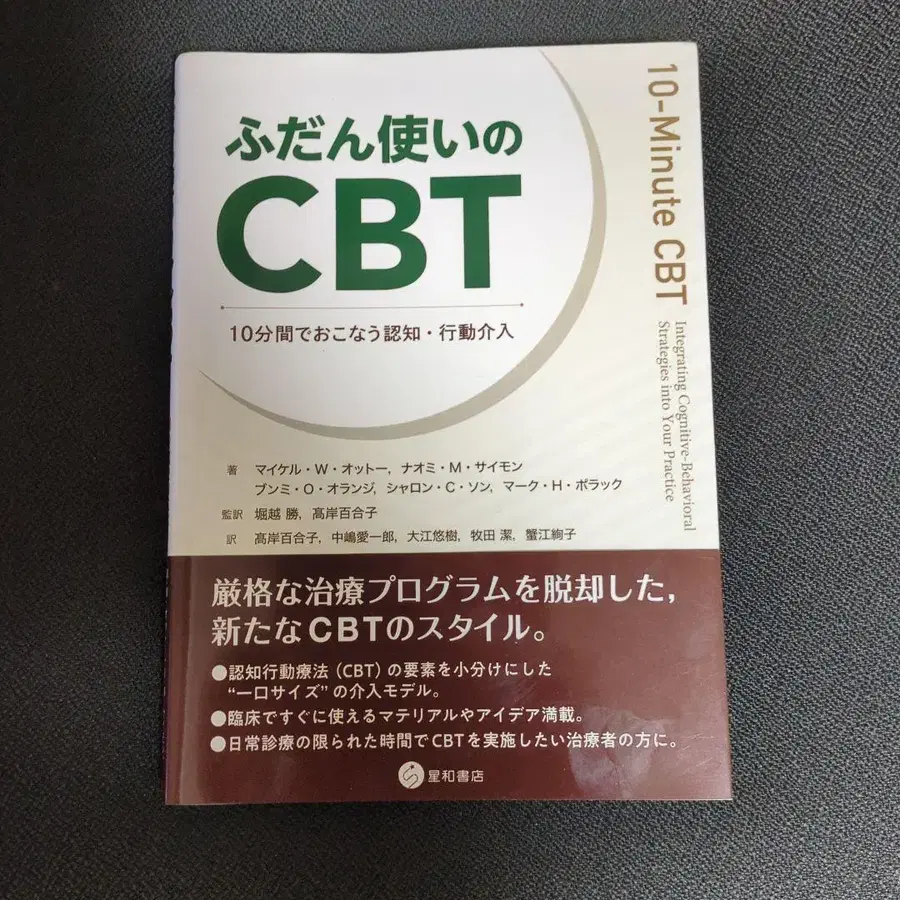 ふだん使いの
CBT
10分間でおこなう認知・行動介入
10-Minute CBT
Integrating Cognitive-Behavioral
Strategies into Your Practice
著 マイケル・W・オットー，ナオミ・M・サイモン
ブンミ・O・オランジ，シャロン・C・ソン，マーク・H・ポラック
監訳 堀越 勝，髙岸百合子
訳 髙岸百合子，中嶋愛一郎，大江悠樹，牧田 潔，蟹江絢子
厳格な治療プログラムを脱却した，
新たなCBTのスタイル。
●認知行動療法（CBT）の要素を小分けにした
“一口サイズ”の介入モデル。
●臨床ですぐに使えるマテリアルやアイデア満載。
●日常診療の限られた時間でCBTを実施したい治療者の方に。
星和書店